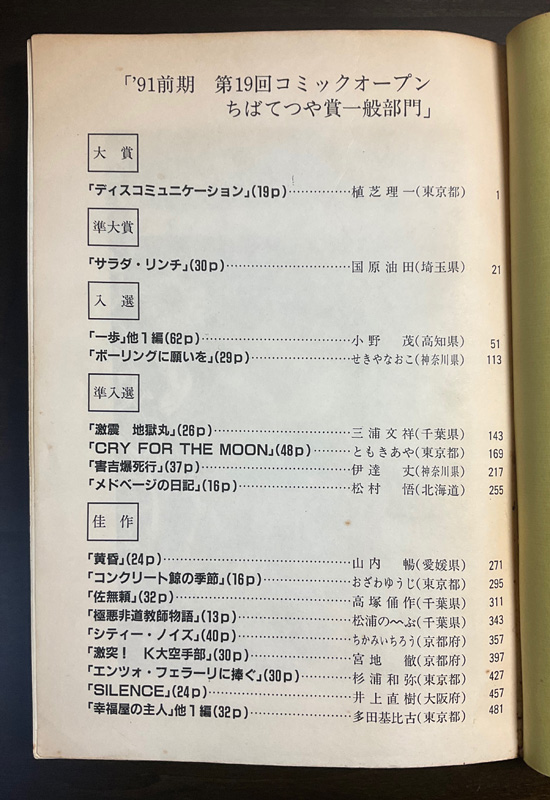 「'91前期　第19回コミックオープン
ちばてつや賞一般部門」
大賞
「ディスコミュニケーション」(19p)……………植芝理一(東京都) 1
準大賞
「サラダ・リンチ」(30p)……………国原油田(埼玉県) 21
入選
「一歩」他1編(62p)……………小野　茂(高知県) 51
「ボーリングに願いを」(29p)……………せきやなおこ(神奈川県) 113
準入選
「激震　地獄丸」(26p)……………三浦文祥(千葉県) 143
「CRY FOR THE MOON」(48p)………ともきあや(東京都) 169
「害吉爆死行」(37p)……………伊達　丈(神奈川県) 217
「メドベージの日記」(16p)……………松村　悟(北海道) 255
佳作
「黄昏」(24p)……………山内　暢(愛媛県) 271
「コンクリート鯨の季節」(16p)……………おざわゆうじ(東京都) 295
「佐無頼」(32p)……………高塚俑作(千葉県) 311
「極悪非道教師物語」(13p)……………松浦の〜ぶ(千葉県) 343
「シティー・ノイズ」(40p)……………ちかみいちろう(京都府) 357
「激突！　K大空手部」(30p)……………宮地　徹(京都府) 397
「エンツォ・フェラーリに捧ぐ」(30p)………杉浦和弥(東京都) 427
「SILENCE」(24p)……………井上直樹(大阪府) 457
「幸福屋の主人」他1編(32p)……………多田基比古(東京都) 481